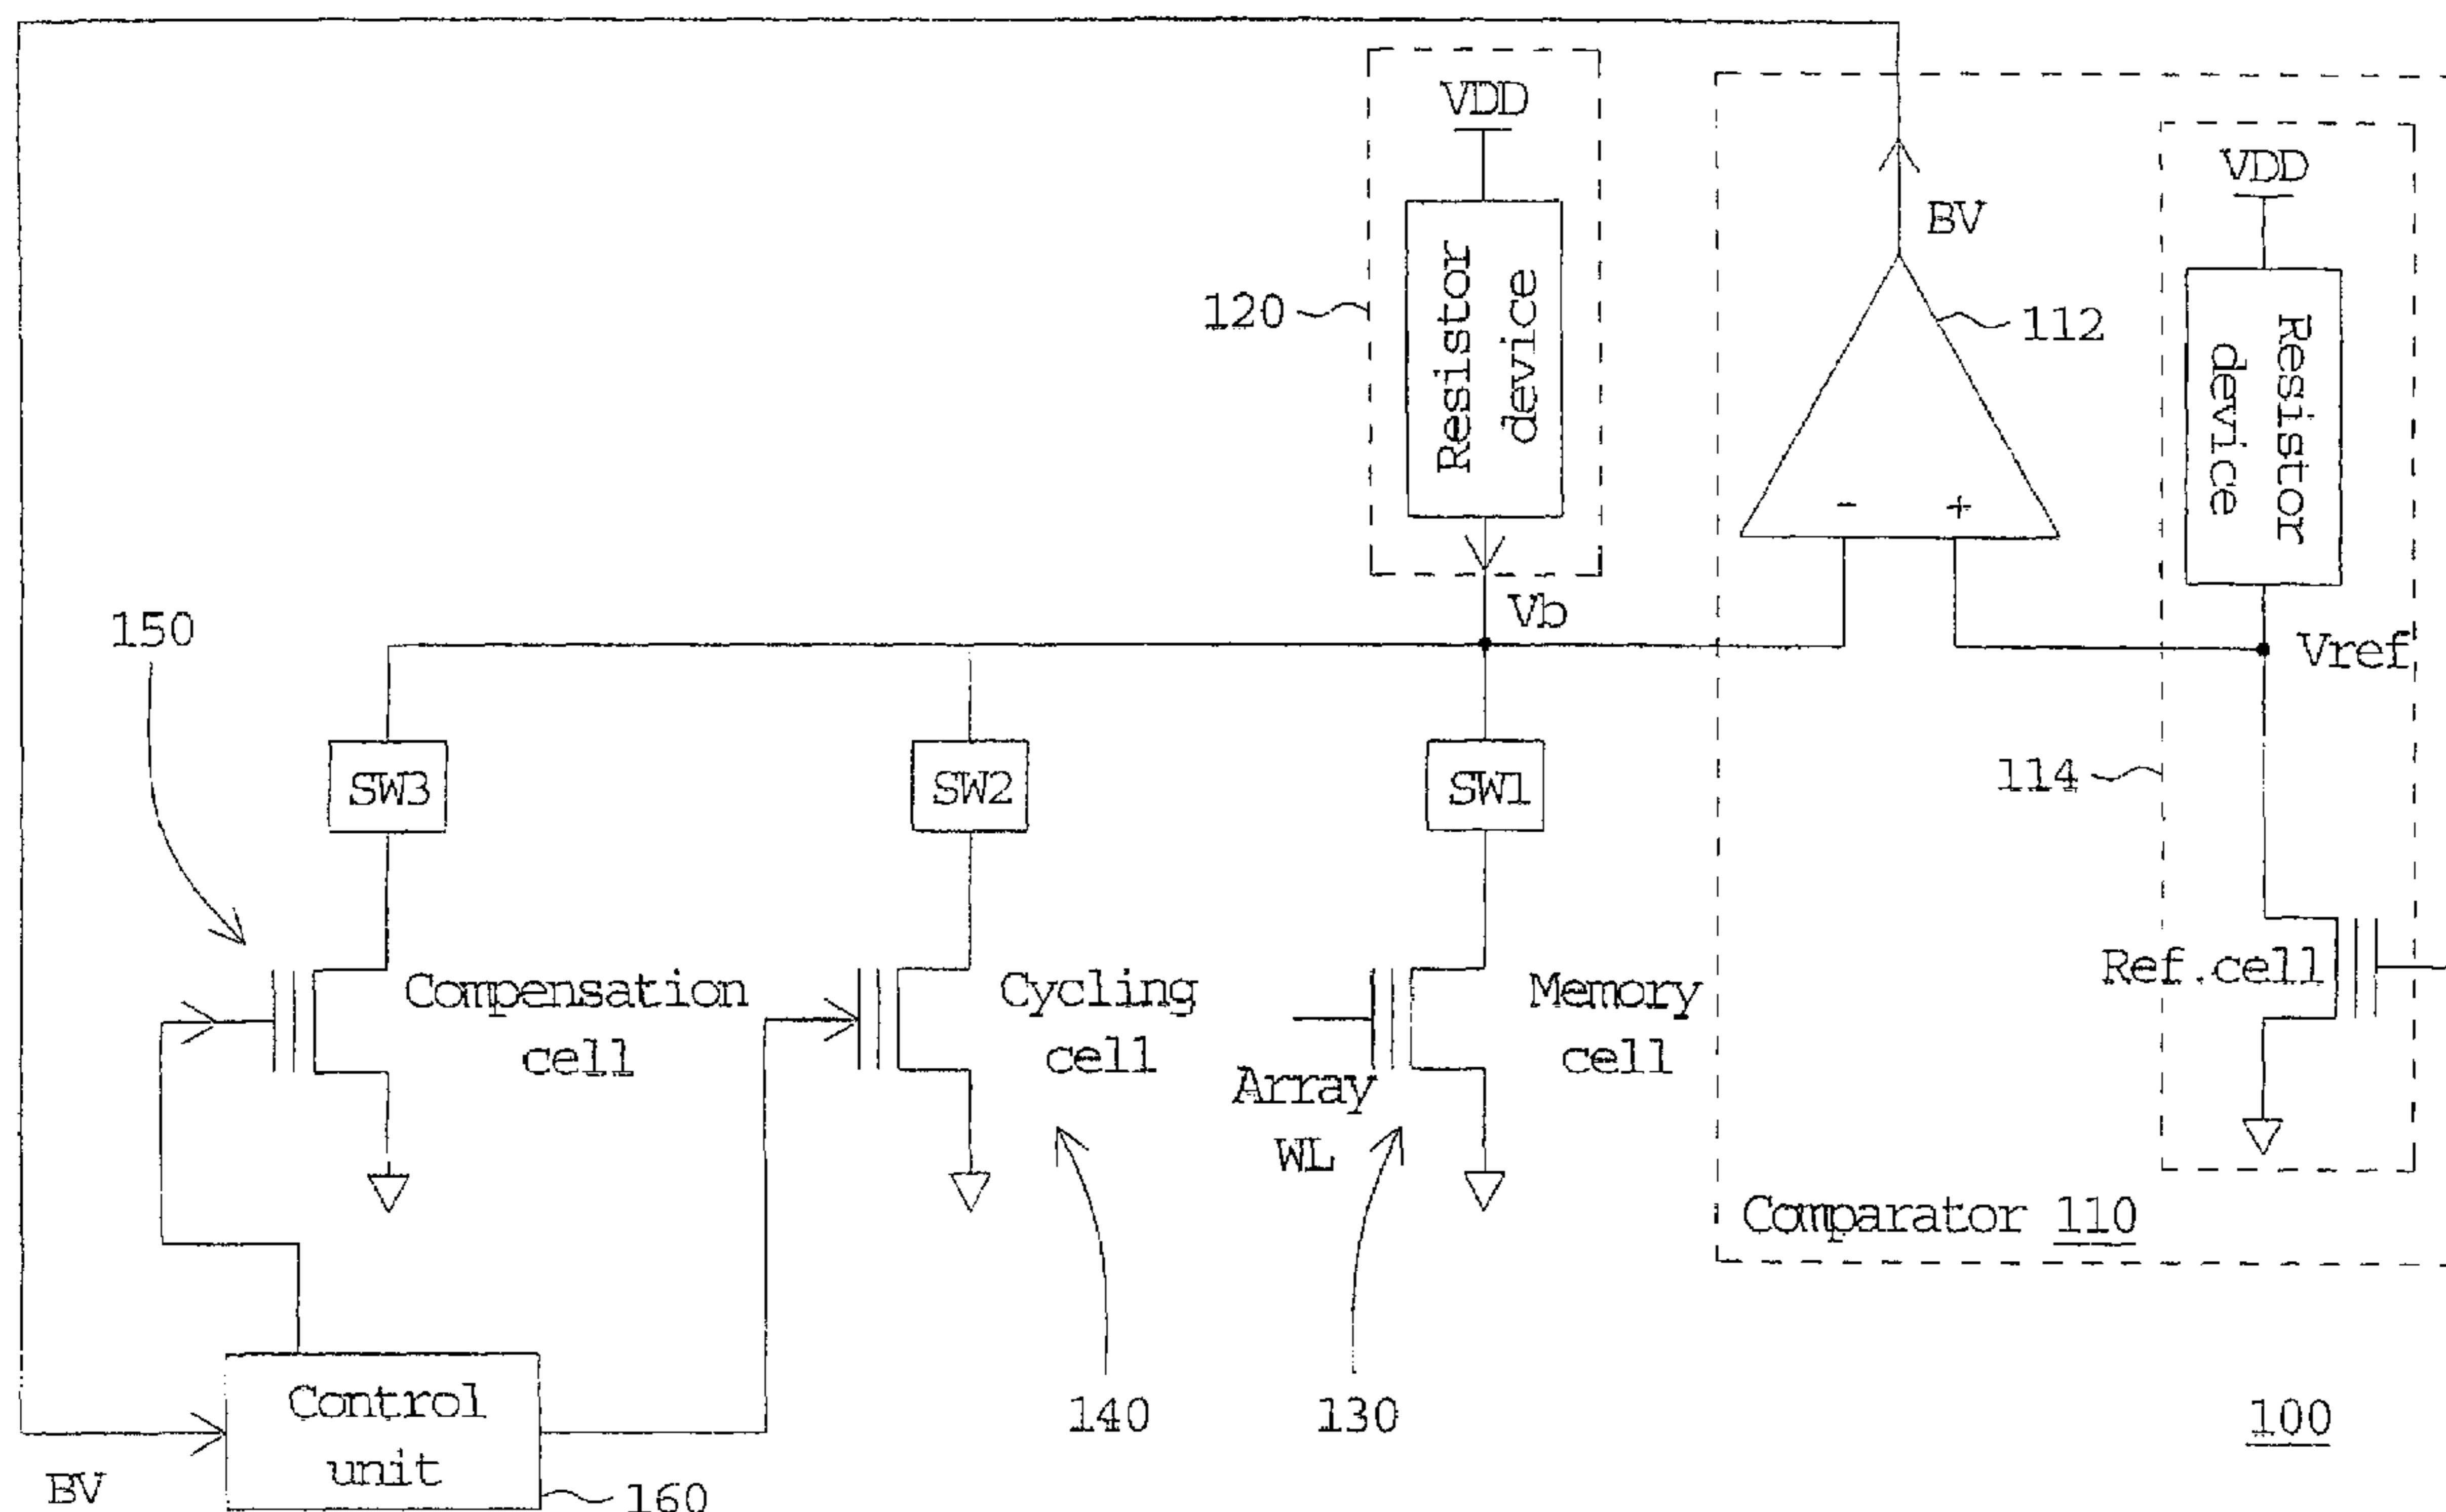 VDD
VDD
BV
Resistor
device
120
112
Resistor
device
-
+
Vb
150
Vref
SW3
SW2
SW1
114
Compensation
cell
Cycling
cell
Memory
cell
Ref.cell
Array
WL
Comparator 110
Control
unit
140
130
100
BV
160